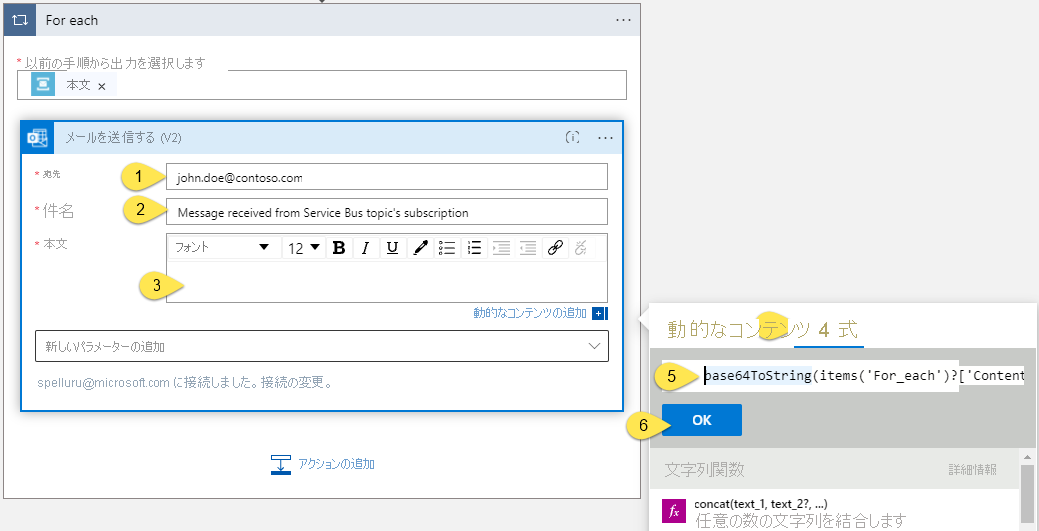 For each
* 以前の手順から出力を選択します
本文 ×
メールを送信する (V2)
* 宛先
1
john.doe@contoso.com
* 件名
2
Message received from Service Bus topic's subscription
* 本文
フォント
12
B I U
3
動的なコンテンツの追加
新しいパラメーターの追加
spelluru@microsoft.com に接続しました。接続の変更。
アクションの追加
動的なコンテンツ 4 式
5
base64ToString(items('For_each')?['Content
6
OK
文字列関数
詳細情報
fx
concat(text_1, text_2?, ...)
任意の数の文字列を結合します